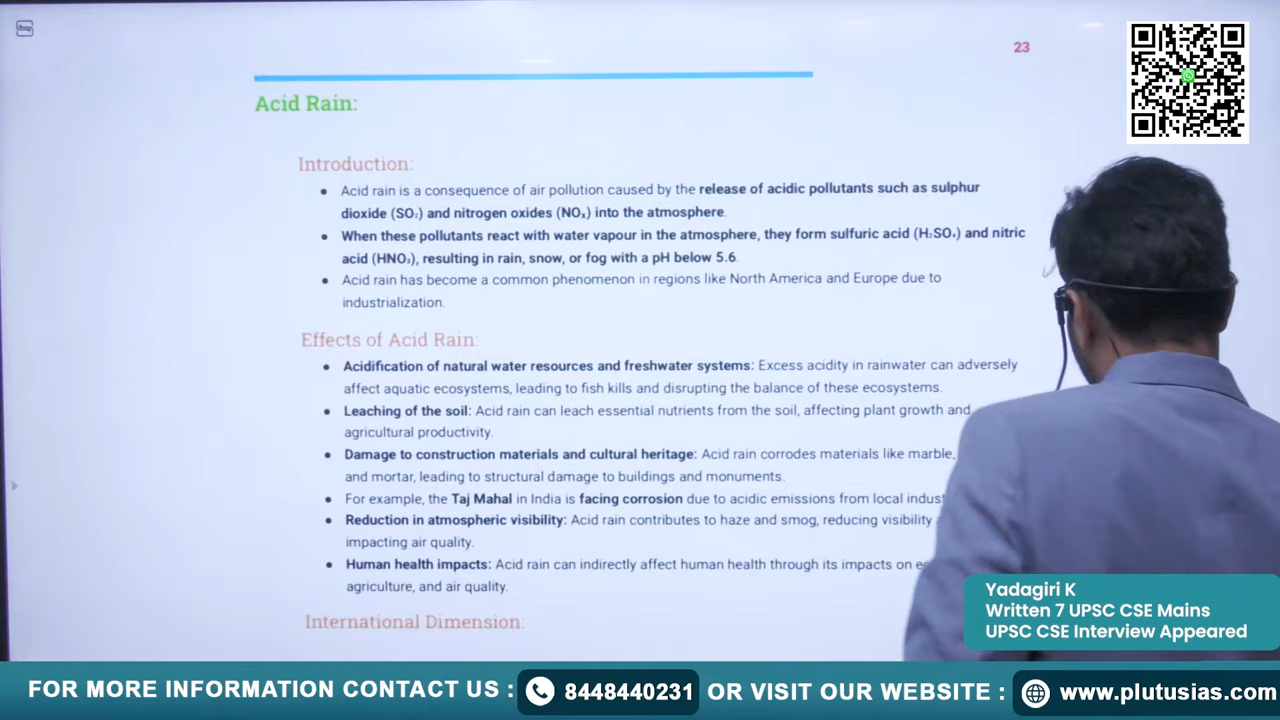 23
Acid Rain:
Introduction:
● Acid rain is a consequence of air pollution caused by the release of acidic pollutants such as sulphur
dioxide (SO₂) and nitrogen oxides (NOₓ) into the atmosphere.
● When these pollutants react with water vapour in the atmosphere, they form sulfuric acid (H₂SO₄) and nitric
acid (HNO₃), resulting in rain, snow, or fog with a pH below 5.6.
● Acid rain has become a common phenomenon in regions like North America and Europe due to
industrialization.
Effects of Acid Rain:
● Acidification of natural water resources and freshwater systems: Excess acidity in rainwater can adversely
affect aquatic ecosystems, leading to fish kills and disrupting the balance of these ecosystems.
● Leaching of the soil: Acid rain can leach essential nutrients from the soil, affecting plant growth and
agricultural productivity.
● Damage to construction materials and cultural heritage: Acid rain corrodes materials like marble,
and mortar, leading to structural damage to buildings and monuments.
● For example, the Taj Mahal in India is facing corrosion due to acidic emissions from local
● Reduction in atmospheric visibility: Acid rain contributes to haze and smog, reducing visibility
impacting air quality.
● Human health impacts: Acid rain can indirectly affect human health through its impacts on
agriculture, and air quality.
International Dimension:
Yadagiri K
Written 7 UPSC CSE Mains
UPSC CSE Interview Appeared
FOR MORE INFORMATION CONTACT US : 8448440231 OR VISIT OUR WEBSITE : www.plutusias.com